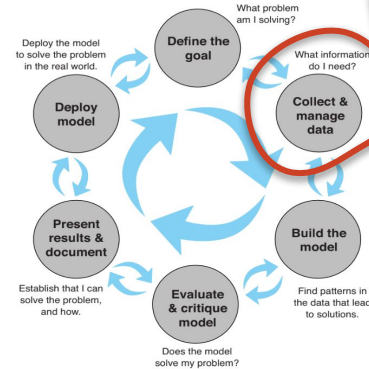 What problem
am I solving?
Define the
goal
What information
do I need?
Collect &
manage
data
Build the
model
Find patterns in
the data that lead
to solutions.
Evaluate
& critique
model
Does the model
solve my problem?
Present
results &
document
Establish that I can
solve the problem,
and how.
Deploy
model
Deploy the model
to solve the problem
in the real world.